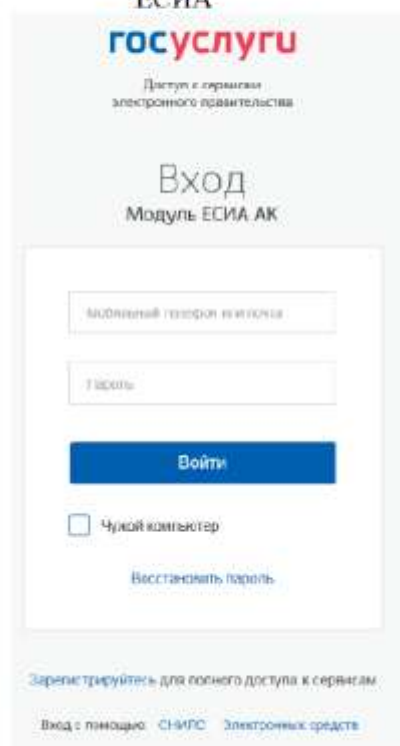 ЕСИА
госуслуги
Доступ к сервисам
электронного правительства
Вход
Модуль ЕСИА АК
Мобильный телефон или почта
Пароль
Войти
Чужой компьютер
Восстановить пароль
Зарегистрируйтесь для полного доступа к сервисам
Вход с помощью: СНИЛС Электронных средств